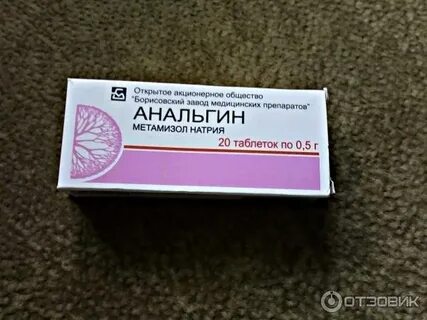 Открытое акционерное общество
"Борисовский завод медицинских препаратов"
АНАЛЬГИН
МЕТАМИЗОЛ НАТРИЯ
20 таблеток по 0,5 г
ОТЗОВИК